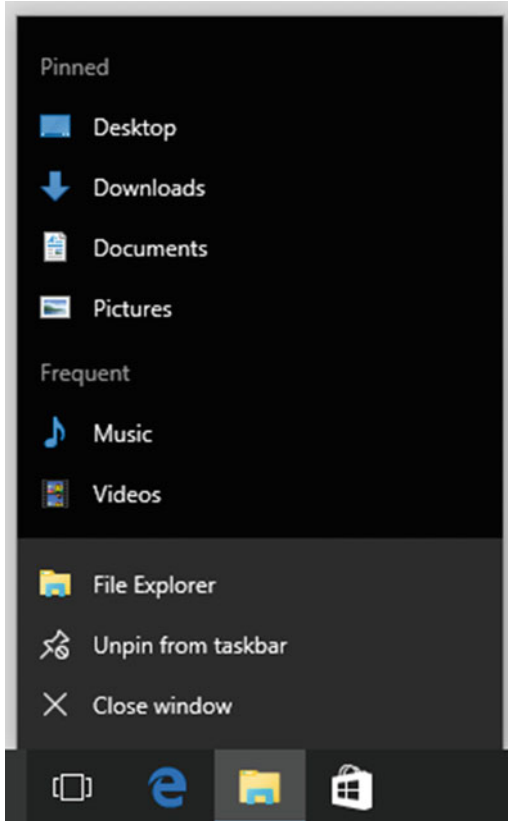 Pinned
Desktop
Downloads
Documents
Pictures
Frequent
Music
Videos
File Explorer
Unpin from taskbar
Close window